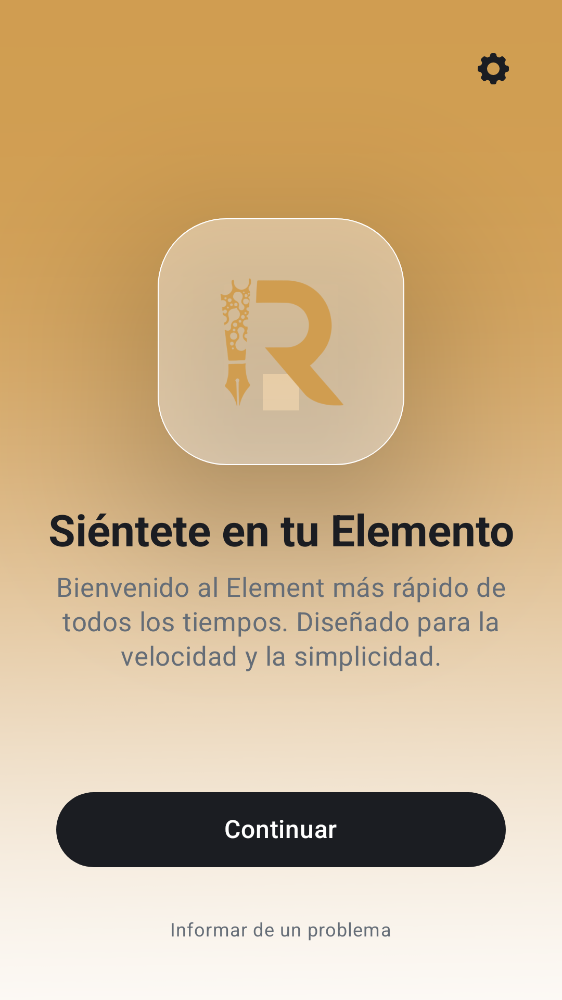 R
Siéntete en tu Elemento
Bienvenido al Element más rápido de
todos los tiempos. Diseñado para la
velocidad y la simplicidad.
Continuar
Informar de un problema